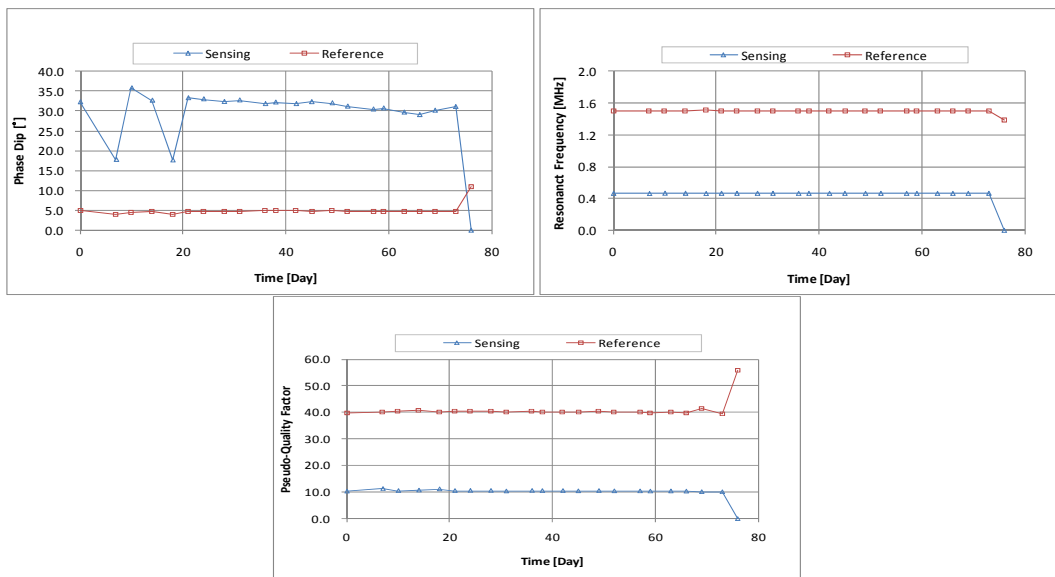 Sensing Reference
40.0
35.0
30.0
25.0
20.0
15.0
10.0
5.0
0.0
0 20 40 60 80
Phase Dip [°]
Time [Day]
Sensing Reference
2.0
1.6
1.2
0.8
0.4
0.0
0 20 40 60 80
Resonanct Frequency [MHz]
Time [Day]
Sensing Reference
60.0
50.0
40.0
30.0
20.0
10.0
0.0
0 20 40 60 80
Pseudo-Quality Factor
Time [Day]